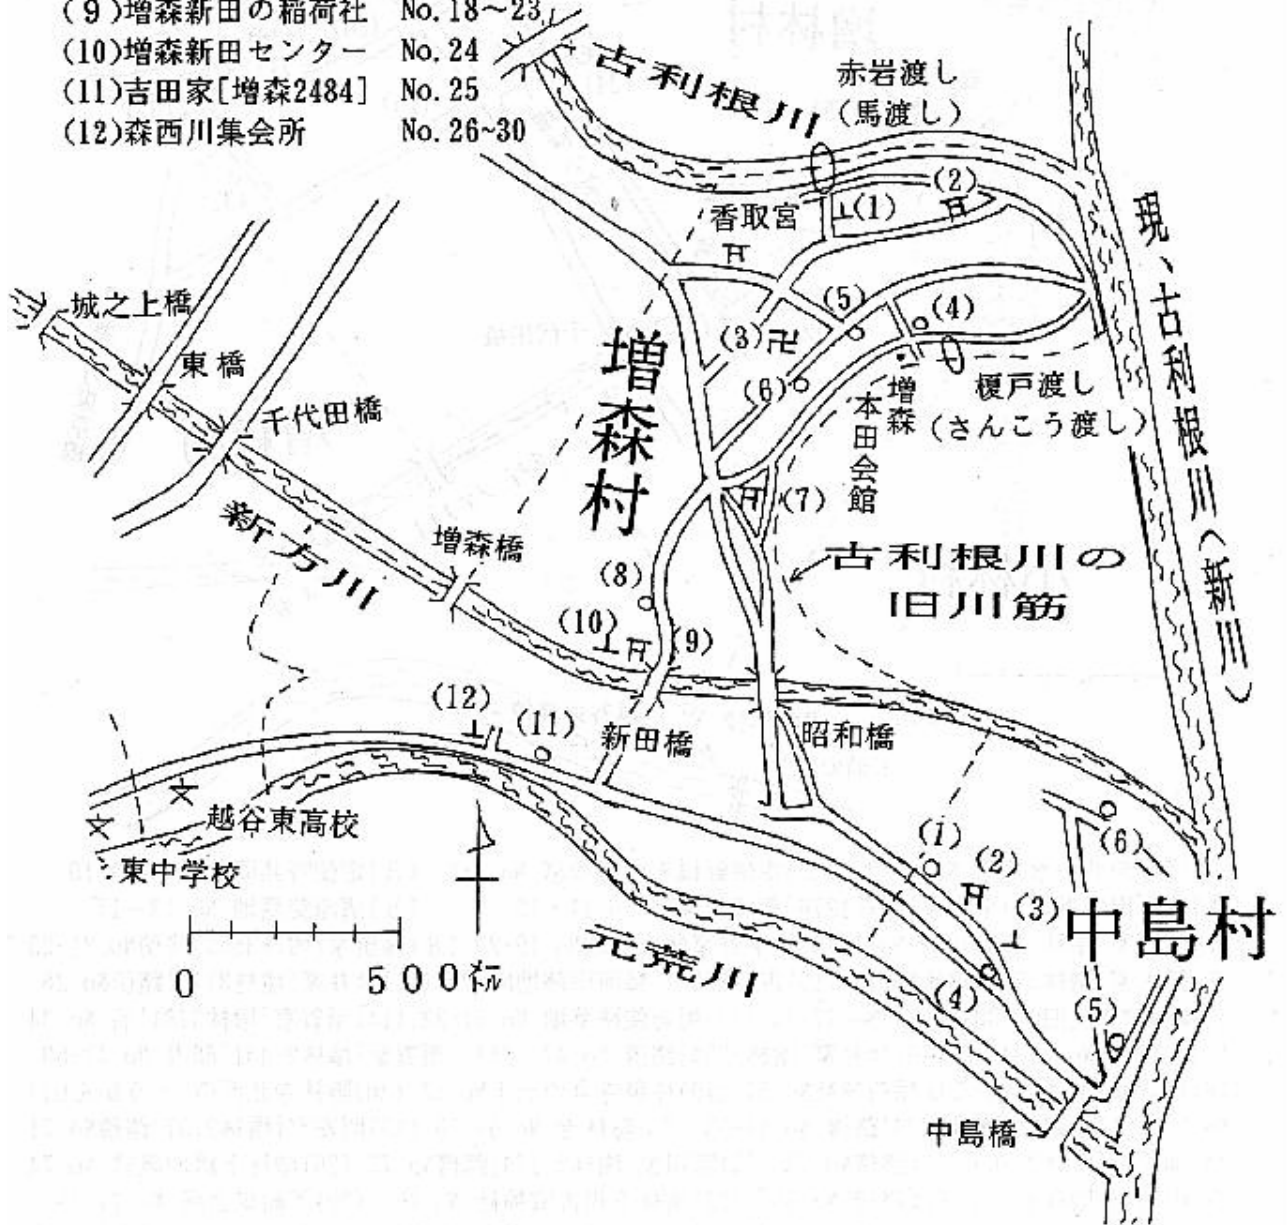 (9)増森新田の稲荷社 No.18〜23
(10)増森新田センター No.24
(11)吉田家[増森2484] No.25
(12)森西川集会所 No.26~30
古利根川
赤岩渡し
(馬渡し)
(2)
香取宮
(1)
現、古利根川<新川>
城之上橋
東橋
千代田橋
(5)
(4)
(3)
(6)
増森村
増森
本田会館
榎戸渡し
(さんこう渡し)
(7)
新方川
増森橋
古利根川の
旧川筋
(8)
(10)
(9)
(12)
(11)
新田橋
昭和橋
越谷東高校
東中学校
(1)
(2)
(6)
(3)
中島村
0 500㍍
元荒川
(4)
(5)
中島橋